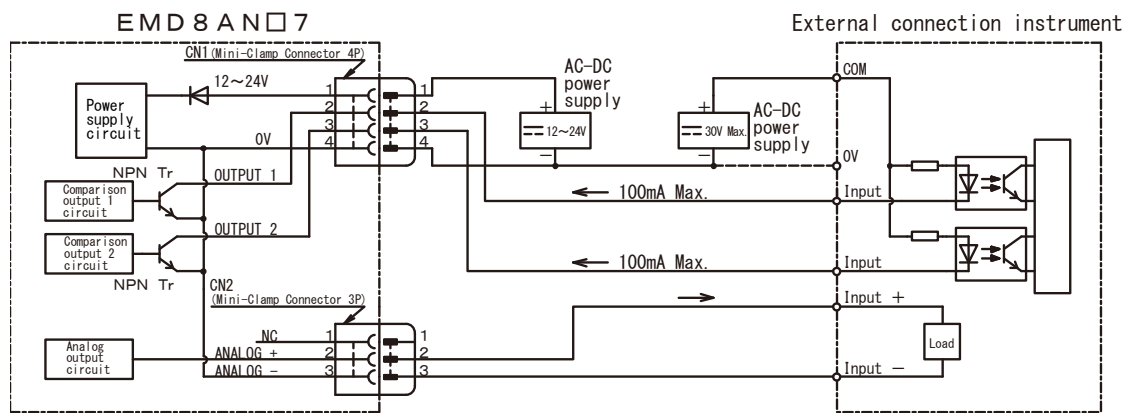 EMD8AN□7
External connection instrument
CN1(Mini-Clamp Connector 4P)
12～24V
Power
supply
circuit
0V
1
2
3
4
1
2
3
4
AC-DC
power
supply
+
12～24V
−
+
30V Max.
−
AC-DC
power
supply
COM
0V
NPN Tr
OUTPUT 1
Comparison
output 1
circuit
← 100mA Max.
Input
OUTPUT 2
Comparison
output 2
circuit
NPN Tr
← 100mA Max.
Input
CN2
(Mini-Clamp Connector 3P)
→
Input +
NC
ANALOG +
ANALOG −
1
2
3
1
2
3
Analog
output
circuit
Load
Input −